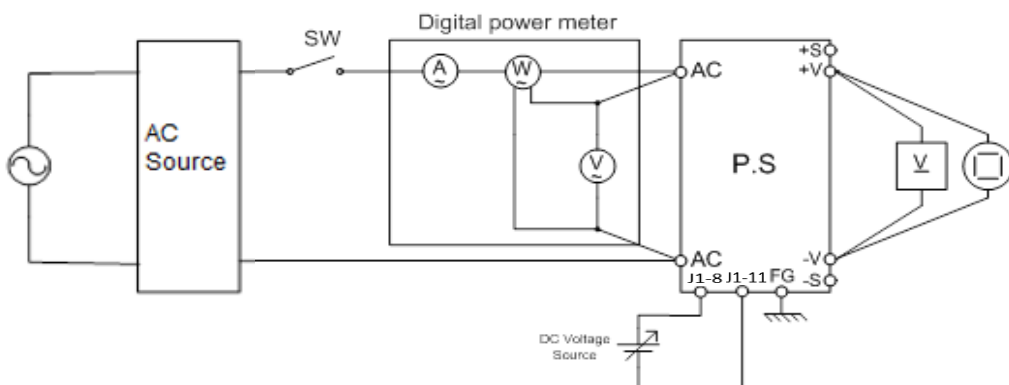 Digital power meter
SW
A
W
V
AC
Source
AC
P.S
+S
+V
V
AC
-V
-S
J1-8 J1-11 FG
DC Voltage
Source